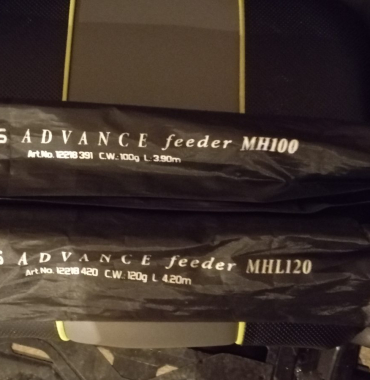 S ADVANCE feeder MH100
Art.No. 12218 391 C.W.: 100g L 3.90m
S ADVANCE feeder MHL120
Art.No. 12218 420 C.W.: 120g L 4.20m